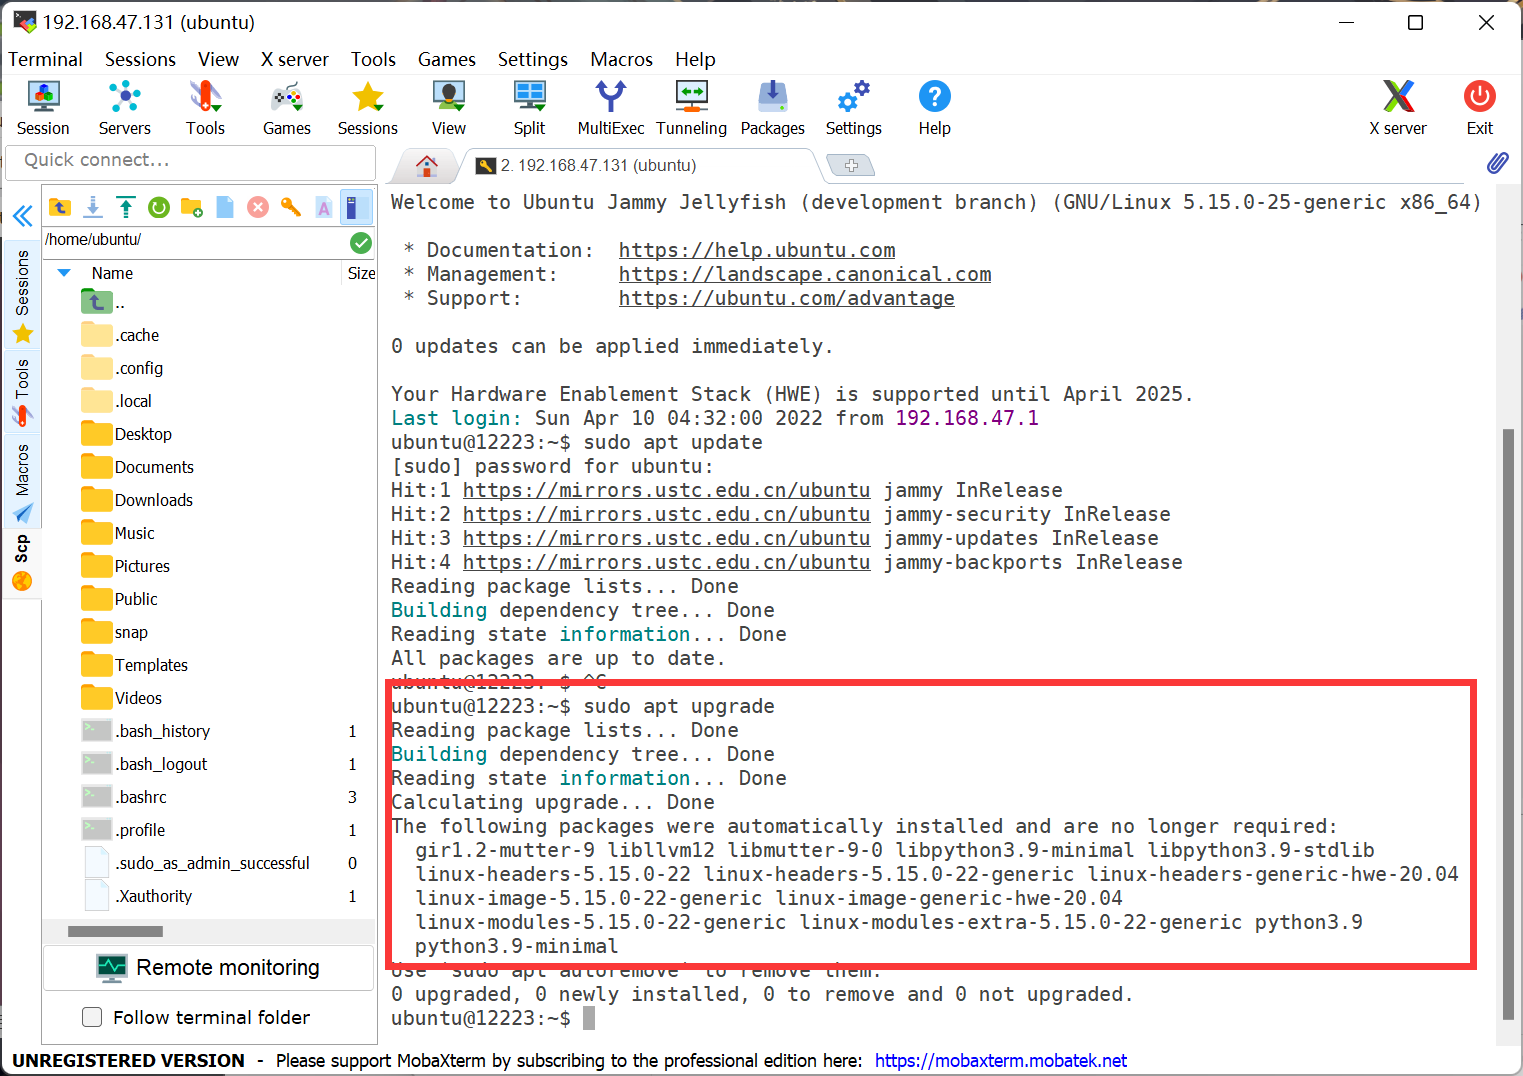 192.168.47.131 (ubuntu)
Terminal Sessions View X server Tools Games Settings Macros Help
Session Servers Tools Games Sessions View Split MultiExec Tunneling Packages Settings Help X server Exit
Quick connect...
2. 192.168.47.131 (ubuntu)
/home/ubuntu/
Name Size
..
.cache
.config
.local
Desktop
Documents
Downloads
Music
Pictures
Public
snap
Templates
Videos
.bash_history 1
.bash_logout 1
.bashrc 3
.profile 1
.sudo_as_admin_successful 0
.Xauthority 1
Sessions
Tools
Macros
Scp
Remote monitoring
Follow terminal folder
Welcome to Ubuntu Jammy Jellyfish (development branch) (GNU/Linux 5.15.0-25-generic x86_64)
* Documentation: https://help.ubuntu.com
* Management: https://landscape.canonical.com
* Support: https://ubuntu.com/advantage
0 updates can be applied immediately.
Your Hardware Enablement Stack (HWE) is supported until April 2025.
Last login: Sun Apr 10 04:32:00 2022 from 192.168.47.1
ubuntu@12223:~$ sudo apt update
[sudo] password for ubuntu:
Hit:1 https://mirrors.ustc.edu.cn/ubuntu jammy InRelease
Hit:2 https://mirrors.ustc.edu.cn/ubuntu jammy-security InRelease
Hit:3 https://mirrors.ustc.edu.cn/ubuntu jammy-updates InRelease
Hit:4 https://mirrors.ustc.edu.cn/ubuntu jammy-backports InRelease
Reading package lists... Done
Building dependency tree... Done
Reading state information... Done
All packages are up to date.
ubuntu@12223:~$ ^C
ubuntu@12223:~$ sudo apt upgrade
Reading package lists... Done
Building dependency tree... Done
Reading state information... Done
Calculating upgrade... Done
The following packages were automatically installed and are no longer required:
gir1.2-mutter-9 libllvm12 libmutter-9-0 libpython3.9-minimal libpython3.9-stdlib
linux-headers-5.15.0-22 linux-headers-5.15.0-22-generic linux-headers-generic-hwe-20.04
linux-image-5.15.0-22-generic linux-image-generic-hwe-20.04
linux-modules-5.15.0-22-generic linux-modules-extra-5.15.0-22-generic python3.9
python3.9-minimal
Use 'sudo apt autoremove' to remove them.
0 upgraded, 0 newly installed, 0 to remove and 0 not upgraded.
ubuntu@12223:~$
UNREGISTERED VERSION - Please support MobaXterm by subscribing to the professional edition here: https://mobaxterm.mobatek.net